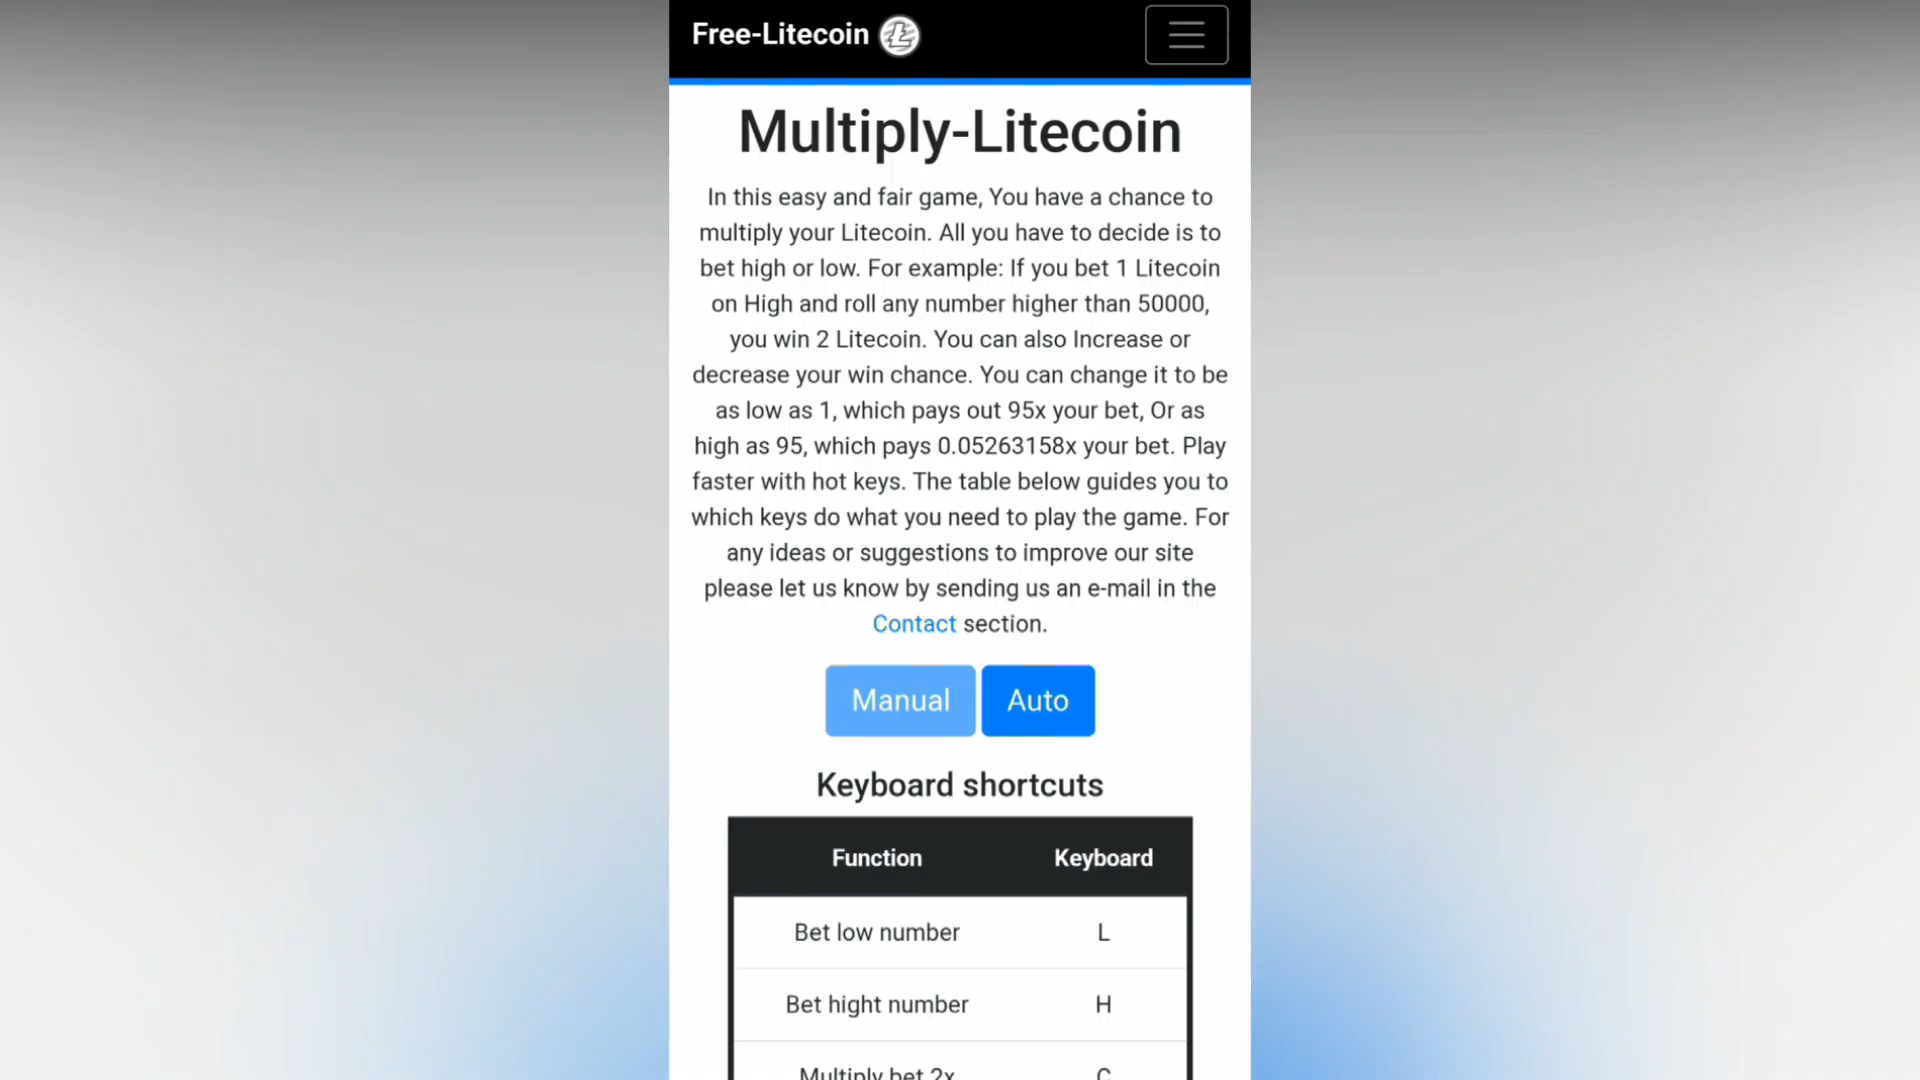 Free-Litecoin
Multiply-Litecoin
In this easy and fair game, You have a chance to
multiply your Litecoin. All you have to decide is to
bet high or low. For example: If you bet 1 Litecoin
on High and roll any number higher than 50000,
you win 2 Litecoin. You can also Increase or
decrease your win chance. You can change it to be
as low as 1, which pays out 95x your bet, Or as
high as 95, which pays 0.05263158x your bet. Play
faster with hot keys. The table below guides you to
which keys do what you need to play the game. For
any ideas or suggestions to improve our site
please let us know by sending us an e-mail in the
Contact section.
Manual Auto
Keyboard shortcuts
Function Keyboard
Bet low number L
Bet hight number H
Multiply bet 2x C